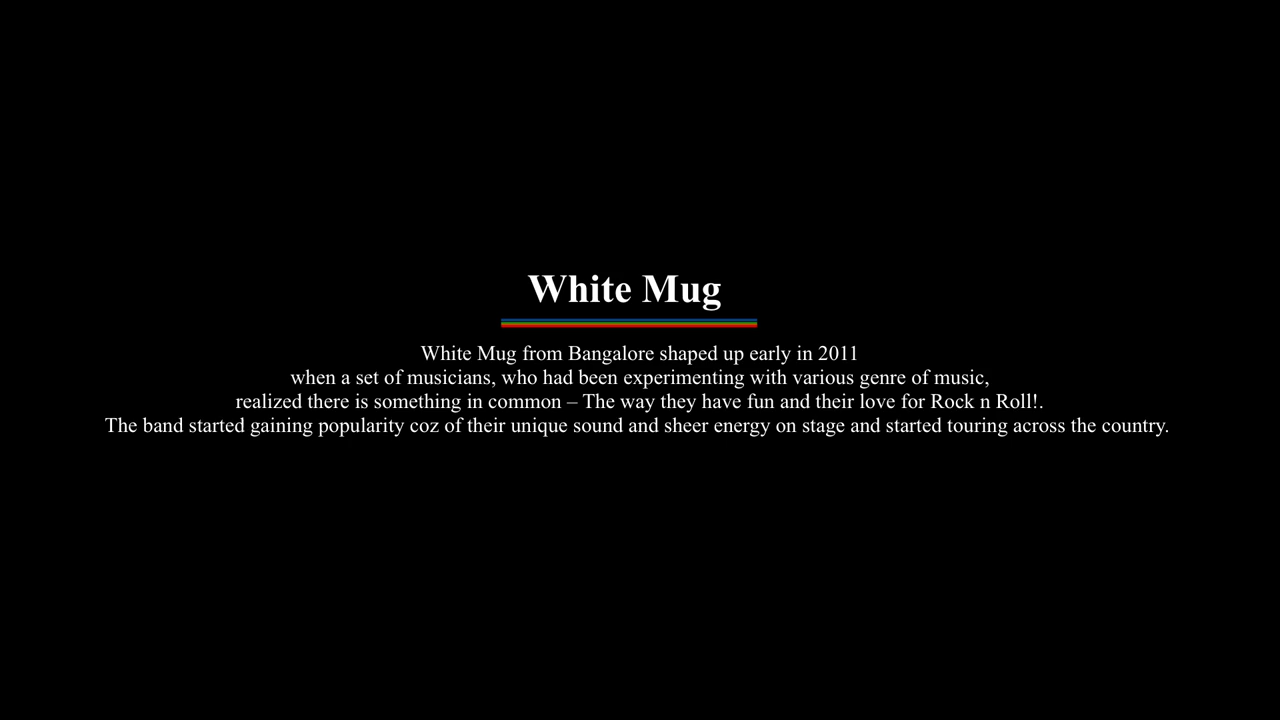 White Mug
White Mug from Bangalore shaped up early in 2011
when a set of musicians, who had been experimenting with various genre of music,
realized there is something in common – The way they have fun and their love for Rock n Roll!.
The band started gaining popularity coz of their unique sound and sheer energy on stage and started touring across the country.